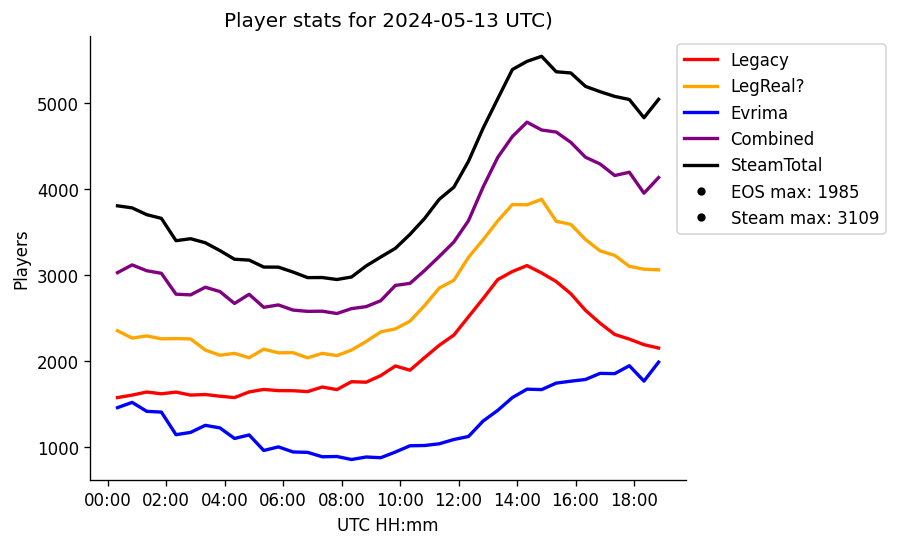 Player stats for 2024-05-13 UTC)
Players
5000
4000
3000
2000
1000
00:00 02:00 04:00 06:00 08:00 10:00 12:00 14:00 16:00 18:00
UTC HH:mm
Legacy
LegReal?
Evrima
Combined
SteamTotal
EOS max: 1985
Steam max: 3109